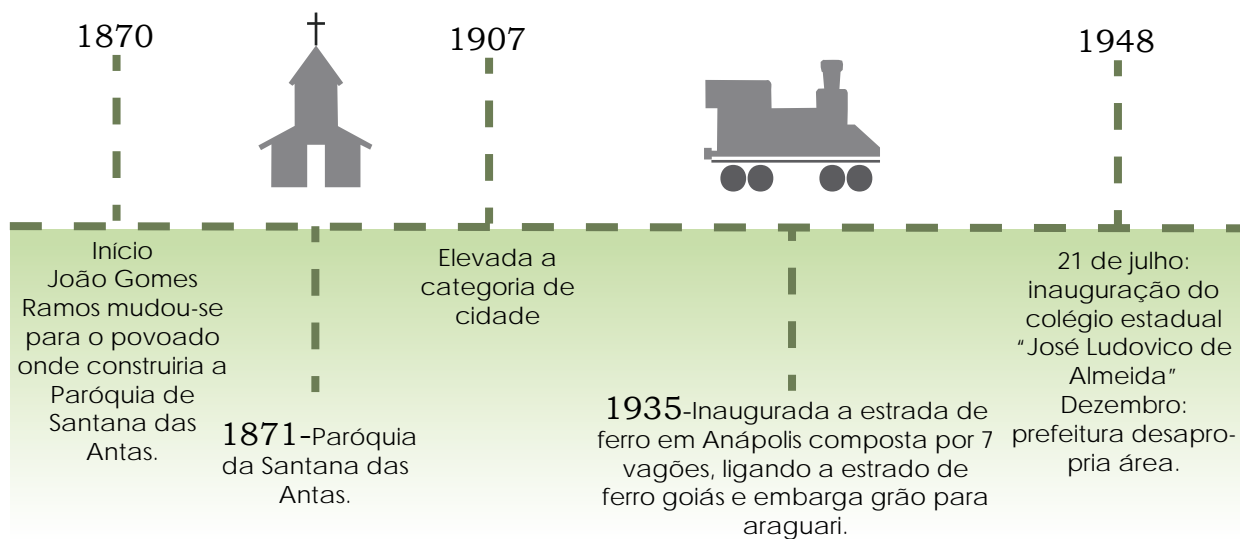 1870
Início
João Gomes
Ramos mudou-se
para o povoado
onde construiria a
Paróquia de
Santana das
Antas.
1871-Paróquia
da Santana das
Antas.
1907
Elevada a
categoria de
cidade
1935-Inaugurada a estrada de
ferro em Anápolis composta por 7
vagões, ligando a estrado de
ferro goiás e embarga grão para
araguari.
1948
21 de julho:
inauguração do
colégio estadual
"José Ludovico de
Almeida"
Dezembro:
prefeitura desapro-
pria área.